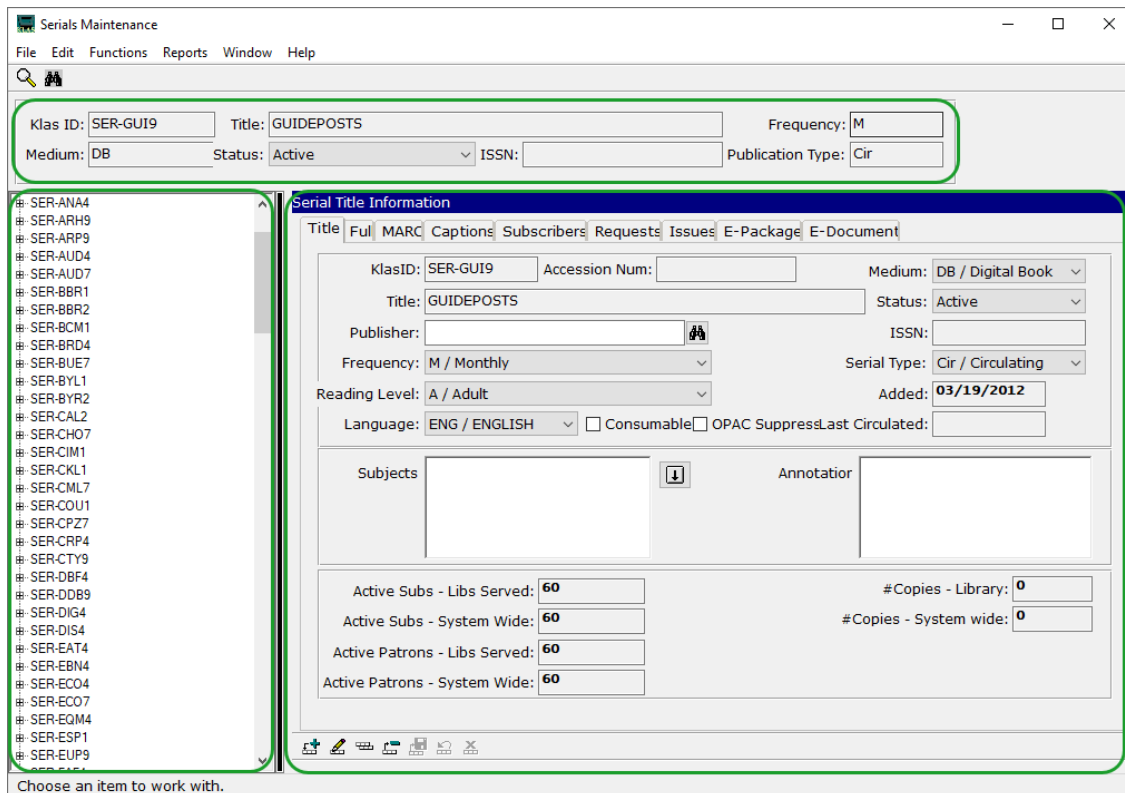 Serials Maintenance
File Edit Functions Reports Window Help
Klas ID: SER-GUI9 Title: GUIDEPOSTS Frequency: M
Medium: DB Status: Active ISSN: Publication Type: Cir
SER-ANA4
SER-ARH9
SER-ARP9
SER-AUD4
SER-AUD7
SER-BBR1
SER-BBR2
SER-BCM1
SER-BRD4
SER-BUE7
SER-BYL1
SER-BYR2
SER-CAL2
SER-CHO7
SER-CIM1
SER-CKL1
SER-CML7
SER-COU1
SER-CPZ7
SER-CRP4
SER-CTY9
SER-DBF4
SER-DDB9
SER-DIG4
SER-DIS4
SER-EAT4
SER-EBN4
SER-ECO4
SER-ECO7
SER-EQM4
SER-ESP1
SER-EUP9
Serial Title Information
Title Ful MARC Captions Subscribers Requests Issues E-Package E-Document
KlasID: SER-GUI9 Accession Num: Medium: DB / Digital Book
Title: GUIDEPOSTS Status: Active
Publisher: ISSN:
Frequency: M / Monthly Serial Type: Cir / Circulating
Reading Level: A / Adult Added: 03/19/2012
Language: ENG / ENGLISH Consumable OPAC Suppress Last Circulated:
Subjects Annotatior
Active Subs - Libs Served: 60 #Copies - Library: 0
Active Subs - System Wide: 60 #Copies - System wide: 0
Active Patrons - Libs Served: 60
Active Patrons - System Wide: 60
Choose an item to work with.